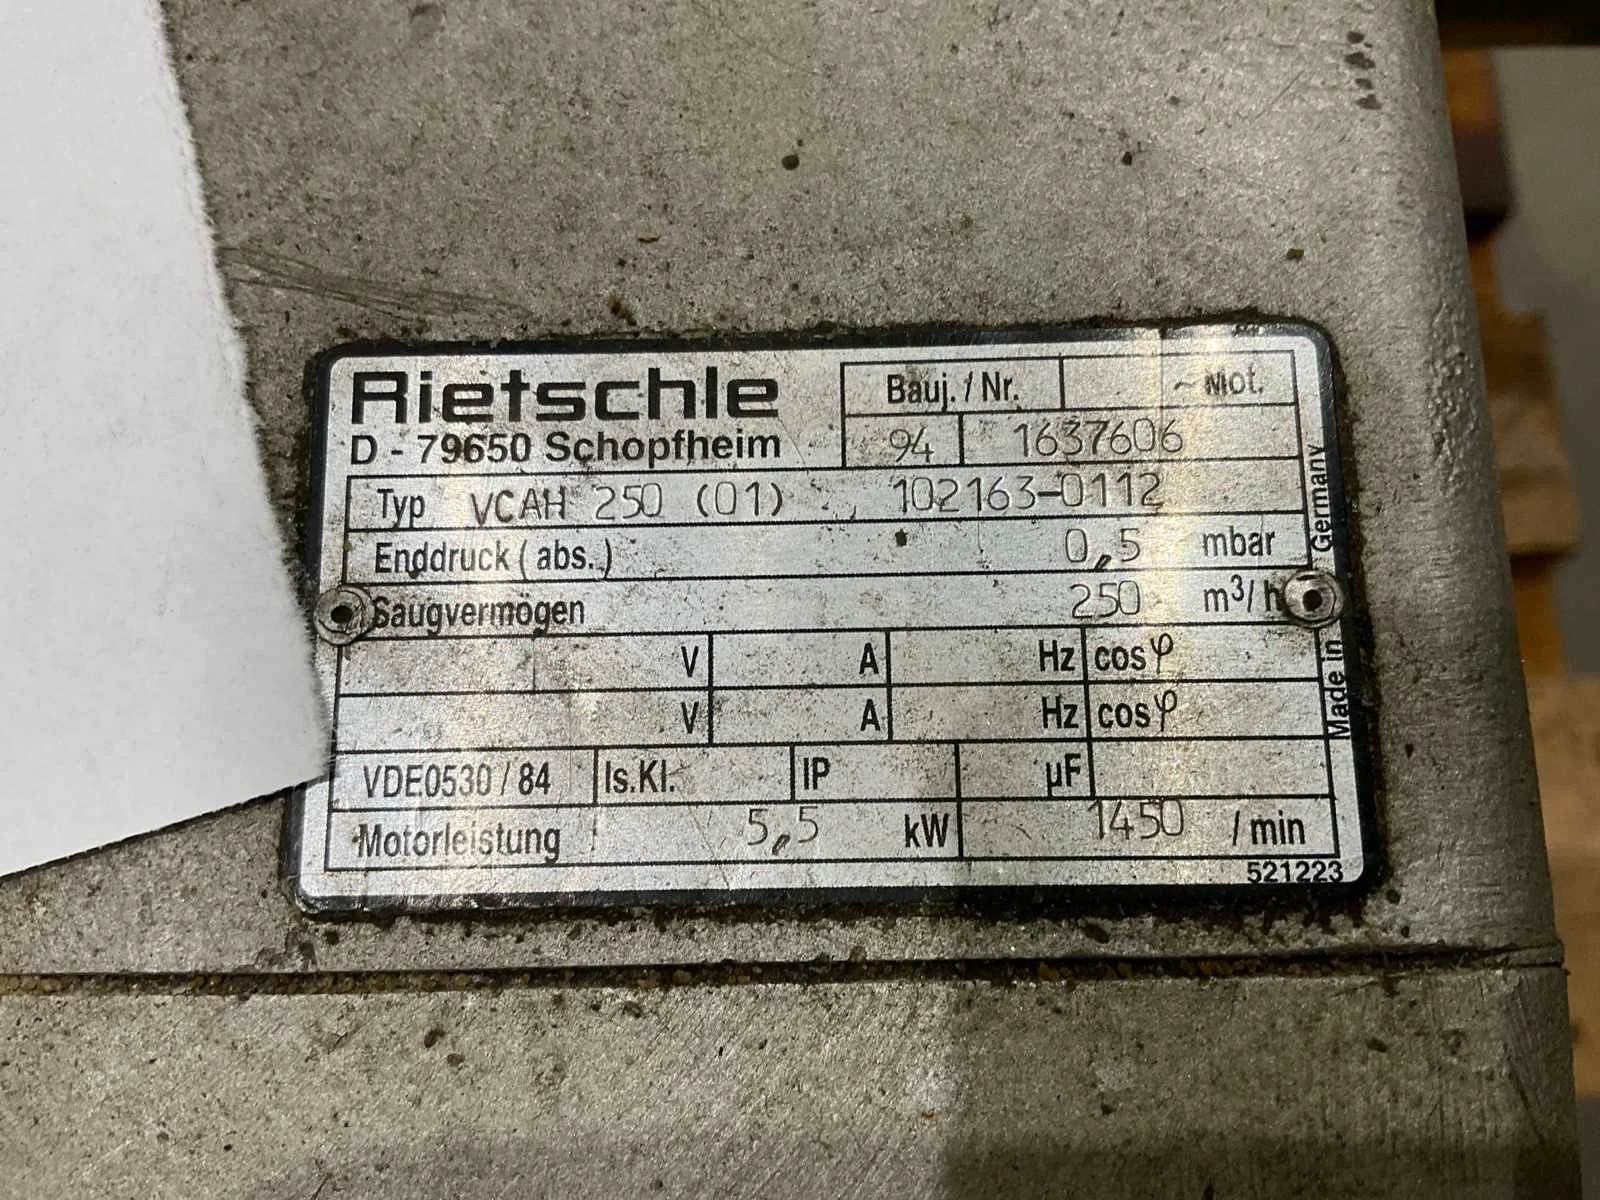 Rietschle
D - 79650 Schopfheim
Bauj. / Nr. ~ Mot.
94 1637606
Typ VCAH 250 (01) 102163-0112
Enddruck ( abs. ) 0,5 mbar
Saugvermögen 250 m³/h
V A Hz cos φ
V A Hz cos φ
VDE0530 / 84 Is.Kl. IP µF
Motorleistung 5,5 kW 1450 / min
521223
Made in Germany